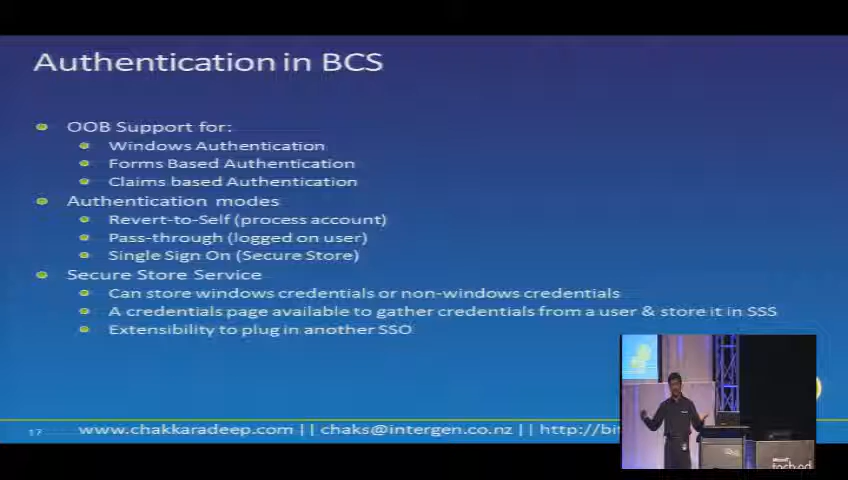 Authentication in BCS
OOB Support for:
Windows Authentication
Forms Based Authentication
Claims based Authentication
Authentication modes
Revert-to-Self (process account)
Pass-through (logged on user)
Single Sign On (Secure Store)
Secure Store Service
Can store windows credentials or non-windows credentials
A credentials page available to gather credentials from a user & store it in SSS
Extensibility to plug in another SSO
17
www.chakkaradeep.com || chaks@intergen.co.nz || http://bi
Microsoft
tech.ed